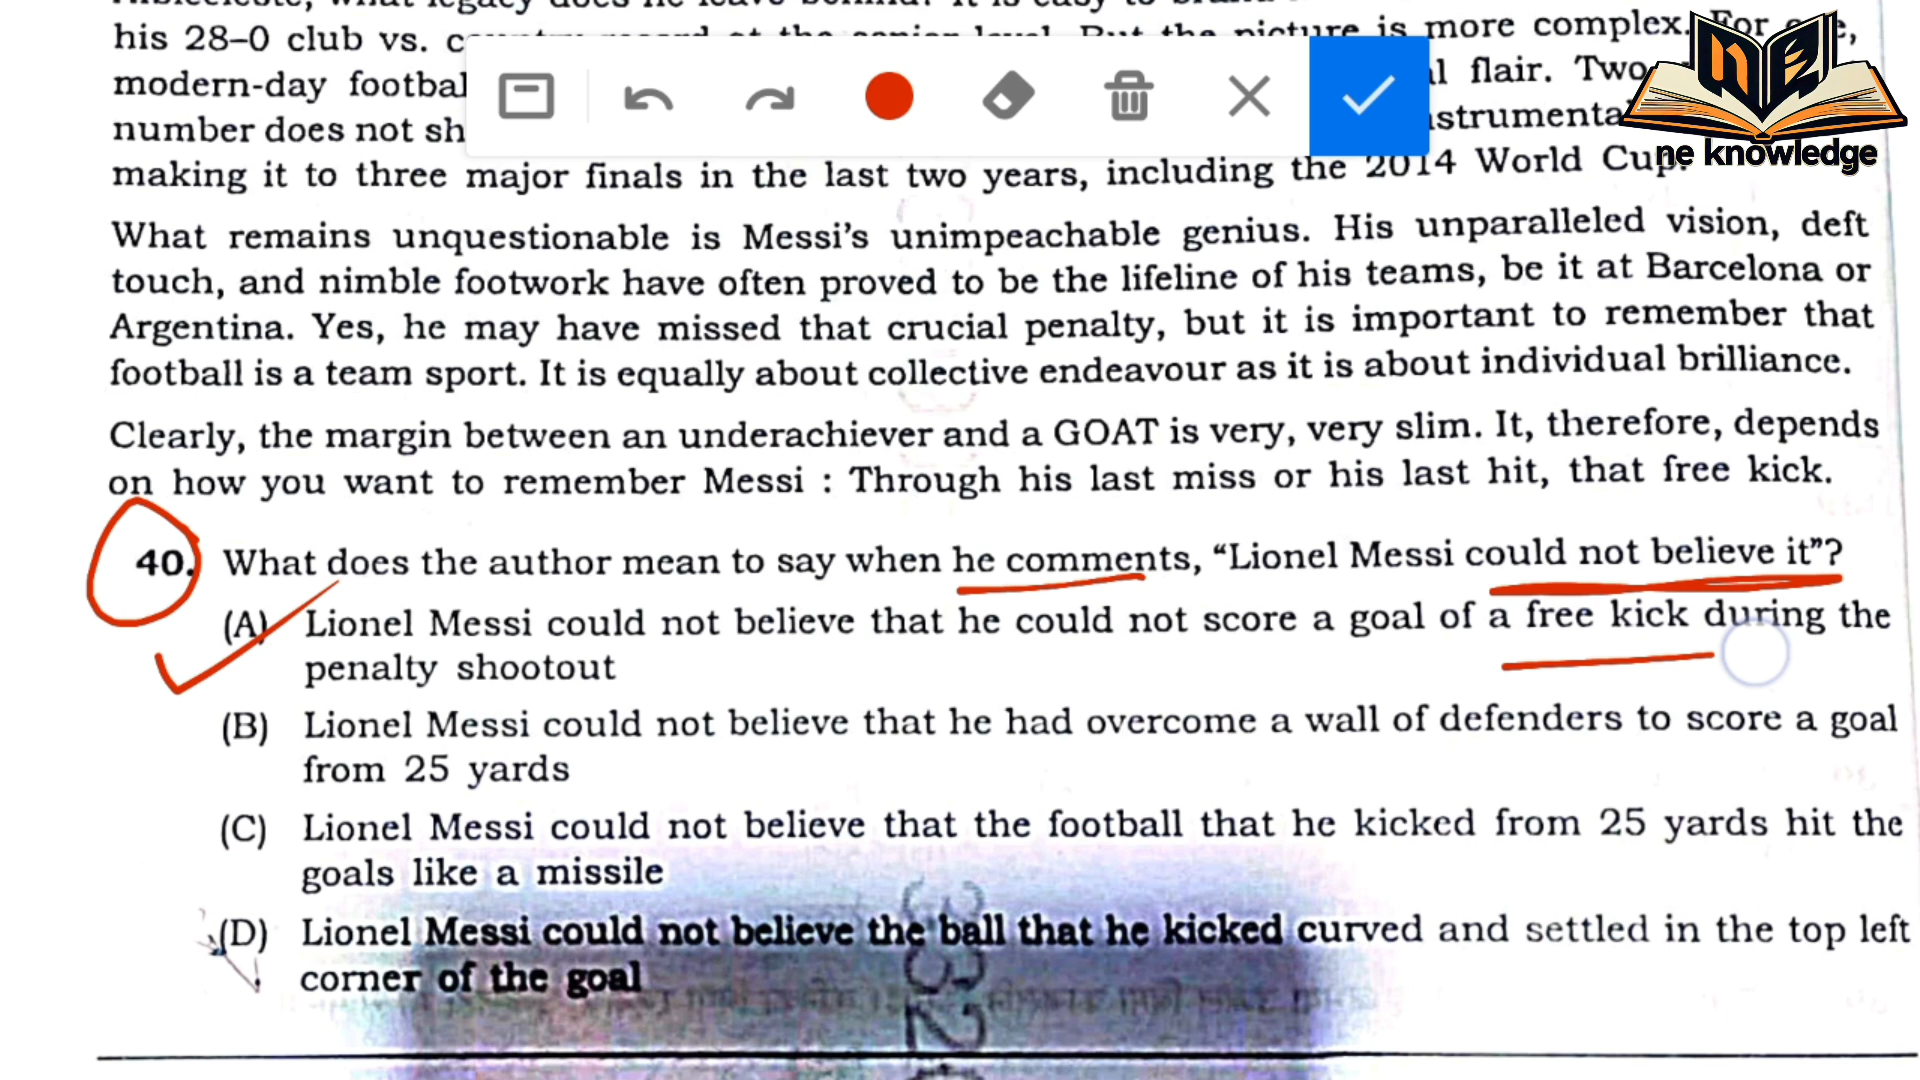 his 28–0 club vs.
more complex. For
modern-day
flair. Two
number does not
making it to three major finals in the last two years, including the 2014 World Cup.
ne knowledge
What remains unquestionable is Messi's unimpeachable genius. His unparalleled vision, deft
touch, and nimble footwork have often proved to be the lifeline of his teams, be it at Barcelona or
Argentina. Yes, he may have missed that crucial penalty, but it is important to remember that
football is a team sport. It is equally about collective endeavour as it is about individual brilliance.
Clearly, the margin between an underachiever and a GOAT is very, very slim. It, therefore, depends
on how you want to remember Messi : Through his last miss or his last hit, that free kick.
40. What does the author mean to say when he comments, “Lionel Messi could not believe it”?
(A) Lionel Messi could not believe that he could not score a goal of a free kick during the
penalty shootout
(B) Lionel Messi could not believe that he had overcome a wall of defenders to score a goal
from 25 yards
(C) Lionel Messi could not believe that the football that he kicked from 25 yards hit the
goals like a missile
(D) Lionel Messi could not believe the ball that he kicked curved and settled in the top left
corner of the goal